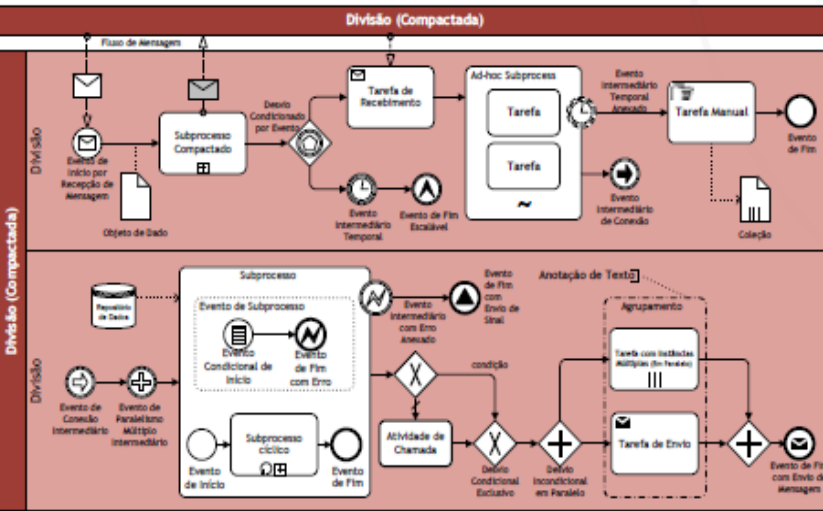 Divisão (Compactada)
Fluxo de Mensagem
Divisão (Compactada)
Divisão
Evento de
Início por
Recepção de
Mensagem
Objeto de Dado
Subprocesso
Compactado
Desvio
Condicionado
por Evento
Tarefa de
Recebimento
Evento
Intermediário
Temporal
Evento de Fim
Escalável
Ad-hoc Subprocess
Tarefa
Tarefa
Evento
Intermediário
Temporal
Anexado
Evento
Intermediário
de Conexão
Tarefa Manual
Evento
de Fim
Coleção
Divisão
Repositório
de Dados
Evento de
Conexão
Intermediário
Evento de
Paralelismo
Múltiplo
Intermediário
Subprocesso
Evento de Subprocesso
Evento
Condicional de
Início
Evento
de Fim
com Erro
Evento
de Início
Subprocesso
cíclico
Evento
de Fim
Evento
Intermediário
com Erro
Anexado
Evento
de Fim
com
Envio de
Sinal
condição
Atividade de
Chamada
Desvio
Condicional
Exclusivo
Desvio
Incondicional
em Paralelo
Anotação de Texto
Agrupamento
Tarefa com Instâncias
Múltiplas (Em Paralelo)
Tarefa de Envio
Evento de Fim
com Envio de
Mensagem